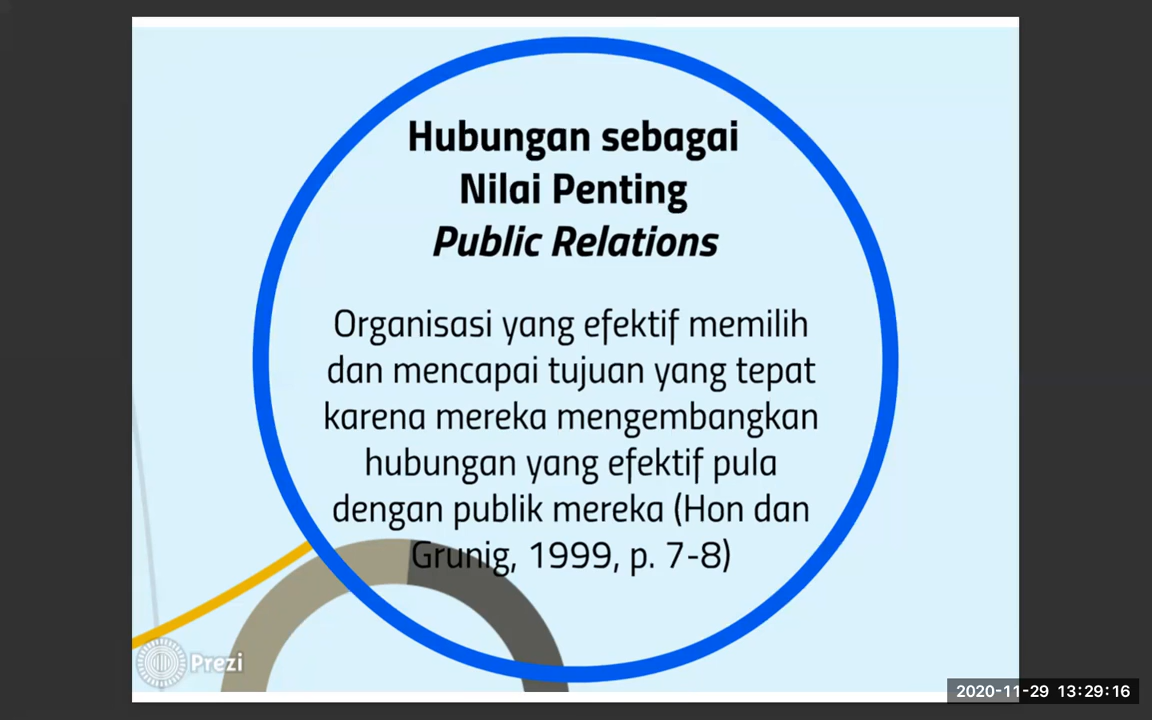 Hubungan sebagai
Nilai Penting
Public Relations
Organisasi yang efektif memilih
dan mencapai tujuan yang tepat
karena mereka mengembangkan
hubungan yang efektif pula
dengan publik mereka (Hon dan
Grunig, 1999, p. 7-8)
Prezi
2020-11-29 13:29:16